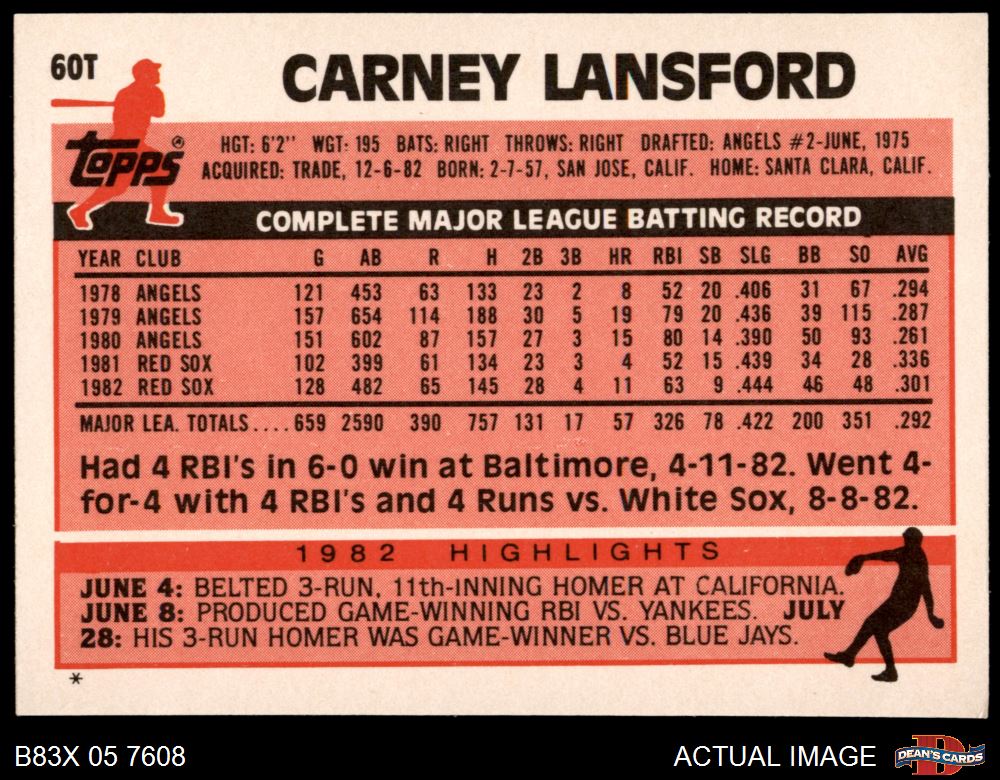 60T
CARNEY LANSFORD
topps®
HGT: 6'2" WGT: 195 BATS: RIGHT THROWS: RIGHT DRAFTED: ANGELS #2-JUNE, 1975
ACQUIRED: TRADE, 12-6-82 BORN: 2-7-57, SAN JOSE, CALIF. HOME: SANTA CLARA, CALIF.
COMPLETE MAJOR LEAGUE BATTING RECORD
YEAR CLUB G AB R H 2B 3B HR RBI SB SLG BB SO AVG
1978 ANGELS 121 453 63 133 23 2 8 52 20 .406 31 67 .294
1979 ANGELS 157 654 114 188 30 5 19 79 20 .436 39 115 .287
1980 ANGELS 151 602 87 157 27 3 15 80 14 .390 50 93 .261
1981 RED SOX 102 399 61 134 23 3 4 52 15 .439 34 28 .336
1982 RED SOX 128 482 65 145 28 4 11 63 9 .444 46 48 .301
MAJOR LEA. TOTALS....659 2590 390 757 131 17 57 326 78 .422 200 351 .292
Had 4 RBI's in 6-0 win at Baltimore, 4-11-82. Went 4-
for-4 with 4 RBI's and 4 Runs vs. White Sox, 8-8-82.
1982 HIGHLIGHTS
JUNE 4: BELTED 3-RUN, 11th-INNING HOMER AT CALIFORNIA.
JUNE 8: PRODUCED GAME-WINNING RBI VS. YANKEES. JULY
28: HIS 3-RUN HOMER WAS GAME-WINNER VS. BLUE JAYS.
*
B83X 05 7608
ACTUAL IMAGE
D
DEAN'S CARDS